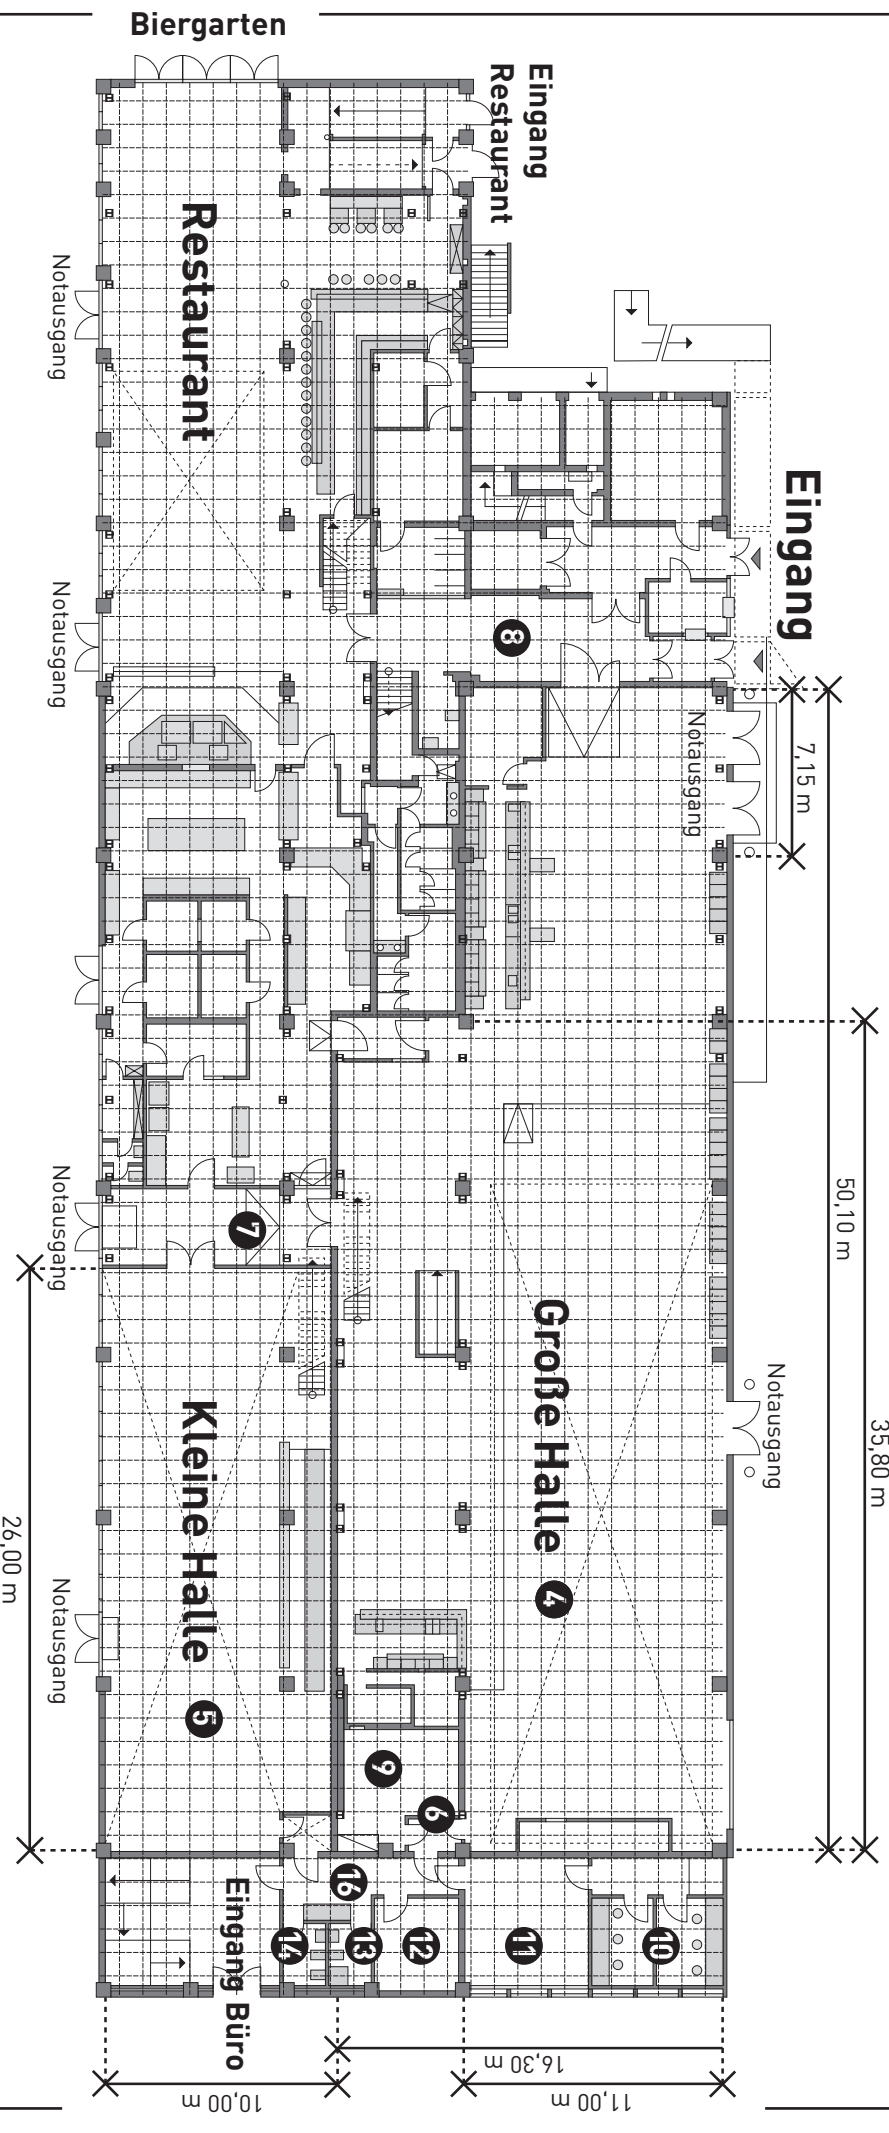 Biergarten
Eingang
Restaurant
Restaurant
Notausgang
Eingang
8
Notausgang
Notausgang
7,15 m
50,10 m
35,80 m
Notausgang
7
Große Halle
4
Notausgang
Kleine Halle
5
26,00 m
Notausgang
9
6
16
Eingang Büro
14
13
12
11
10
16,30 m
10,00 m
11,00 m